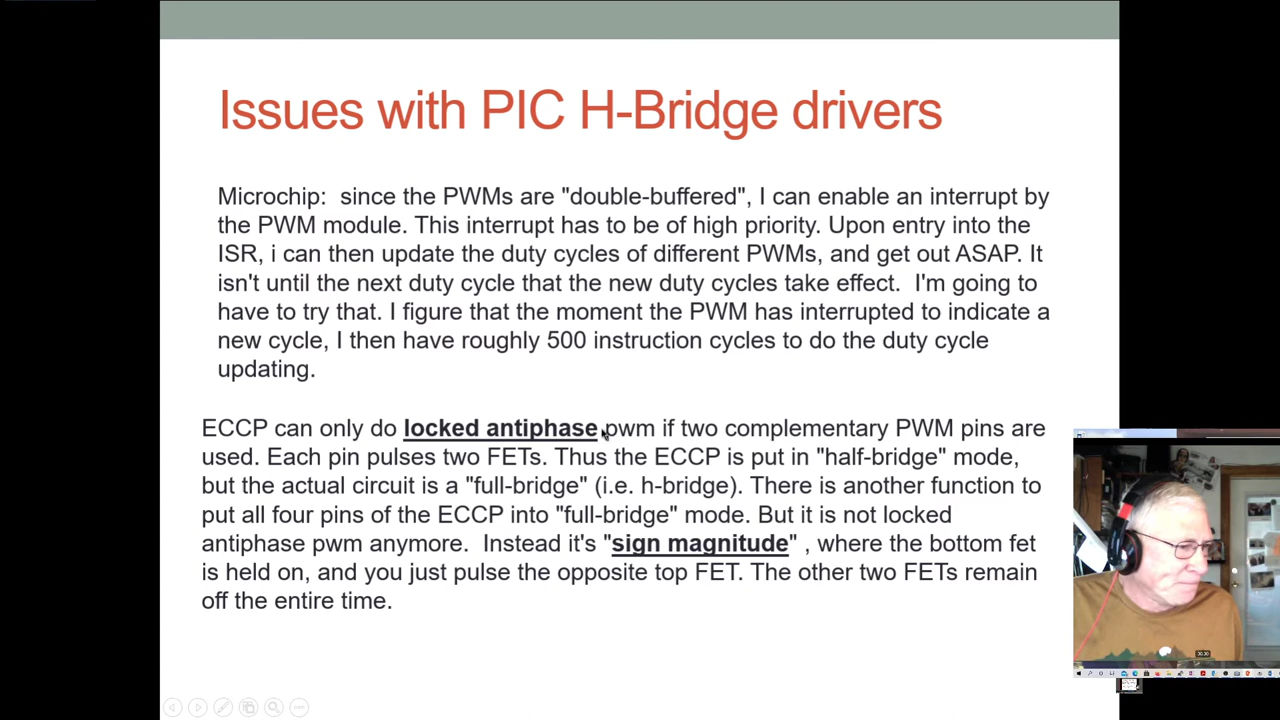 Issues with PIC H-Bridge drivers
Microchip: since the PWMs are "double-buffered", I can enable an interrupt by
the PWM module. This interrupt has to be of high priority. Upon entry into the
ISR, i can then update the duty cycles of different PWMs, and get out ASAP. It
isn't until the next duty cycle that the new duty cycles take effect. I'm going to
have to try that. I figure that the moment the PWM has interrupted to indicate a
new cycle, I then have roughly 500 instruction cycles to do the duty cycle
updating.
ECCP can only do locked antiphase pwm if two complementary PWM pins are
used. Each pin pulses two FETs. Thus the ECCP is put in "half-bridge" mode,
but the actual circuit is a "full-bridge" (i.e. h-bridge). There is another function to
put all four pins of the ECCP into "full-bridge" mode. But it is not locked
antiphase pwm anymore. Instead it's "sign magnitude" , where the bottom fet
is held on, and you just pulse the opposite top FET. The other two FETs remain
off the entire time.